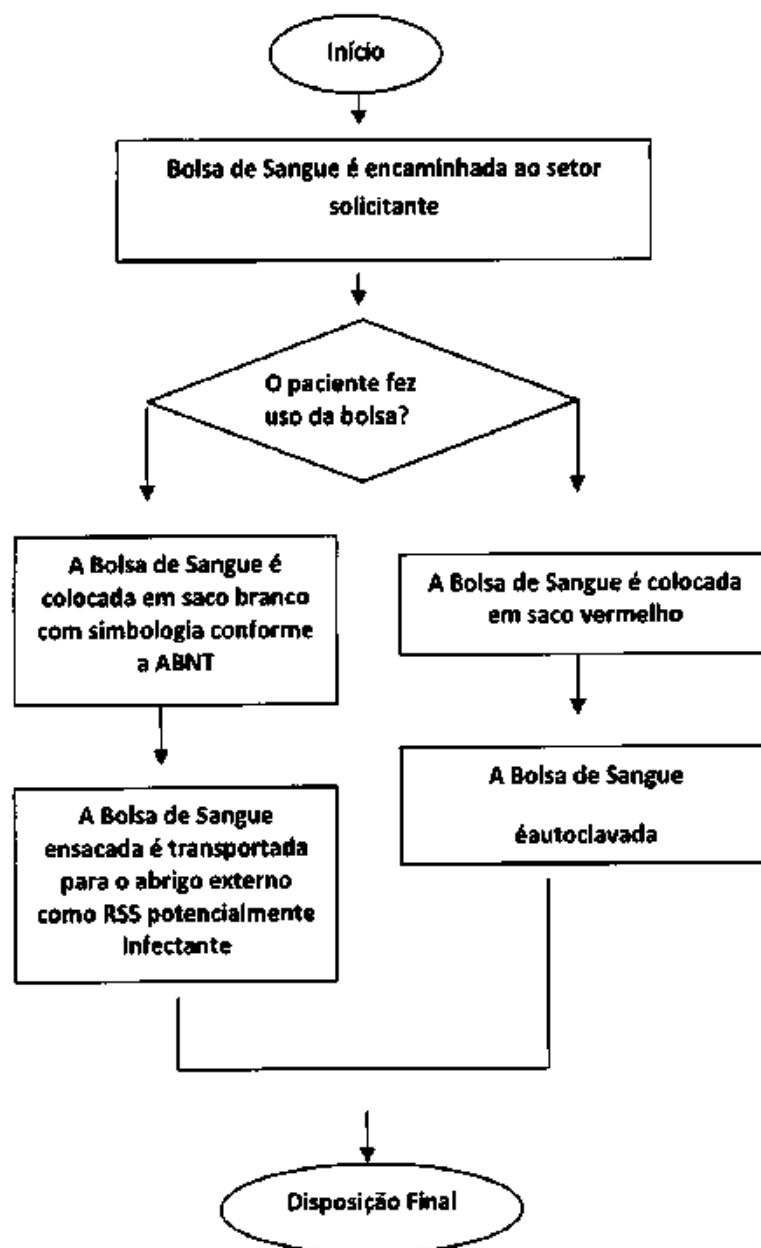 Início
Bolsa de Sangue é encaminhada ao setor
solicitante
O paciente fez
uso da bolsa?
A Bolsa de Sangue é
colocada em saco branco
com simbologia conforme
a ABNT
A Bolsa de Sangue é colocada
em saco vermelho
A Bolsa de Sangue
ensacada é transportada
para o abrigo externo
como RSS potencialmente
Infectante
A Bolsa de Sangue
éautoclavada
Disposição Final